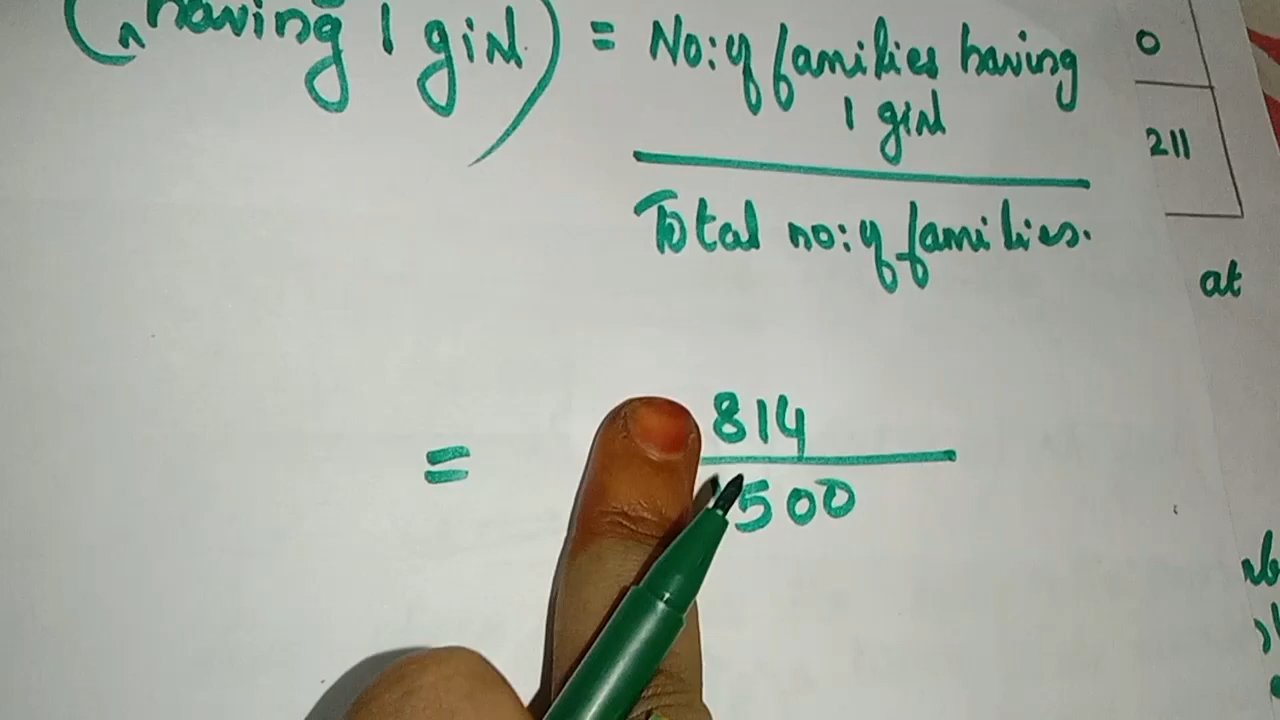 (having 1 girl) = No: of families having
1 girl
Total no: of families.
= 814
500
0
211
at